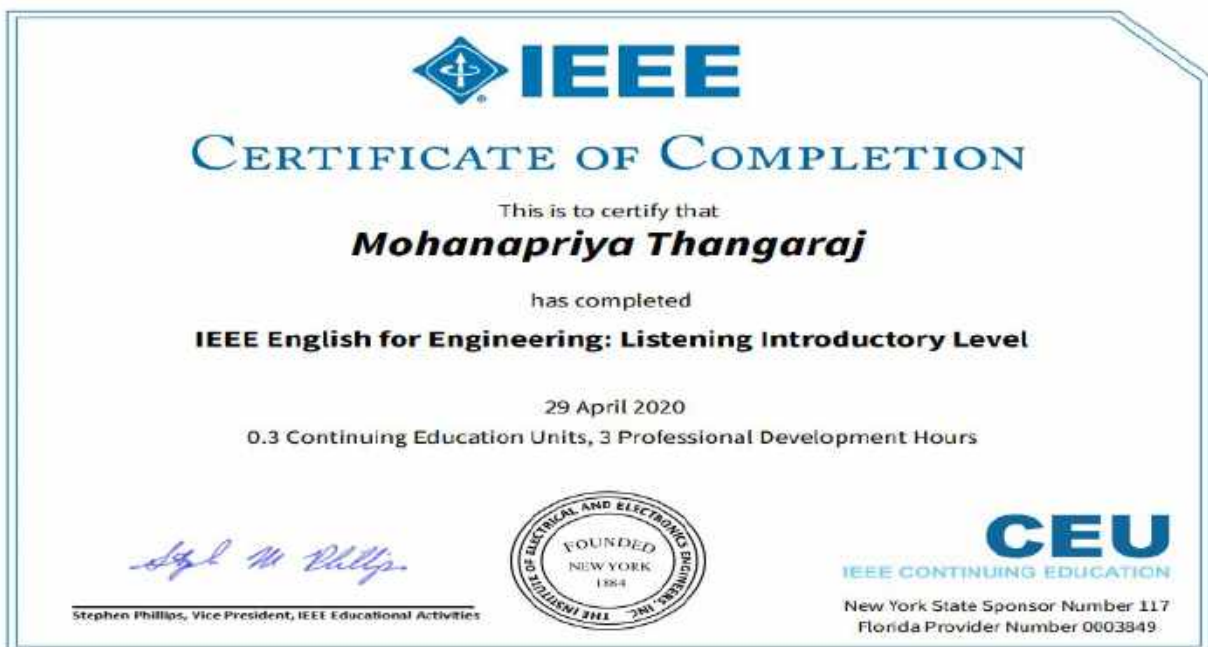 IEEE
CERTIFICATE OF COMPLETION
This is to certify that
Mohanapriya Thangaraj
has completed
IEEE English for Engineering: Listening Introductory Level
29 April 2020
0.3 Continuing Education Units, 3 Professional Development Hours
Steph M Phillips
Stephen Phillips, Vice President, IEEE Educational Activities
THE INSTITUTE OF ELECTRICAL AND ELECTRONICS ENGINEERS, INC.
FOUNDED
NEW YORK
1884
CEU
IEEE CONTINUING EDUCATION
New York State Sponsor Number 117
Florida Provider Number 0003849